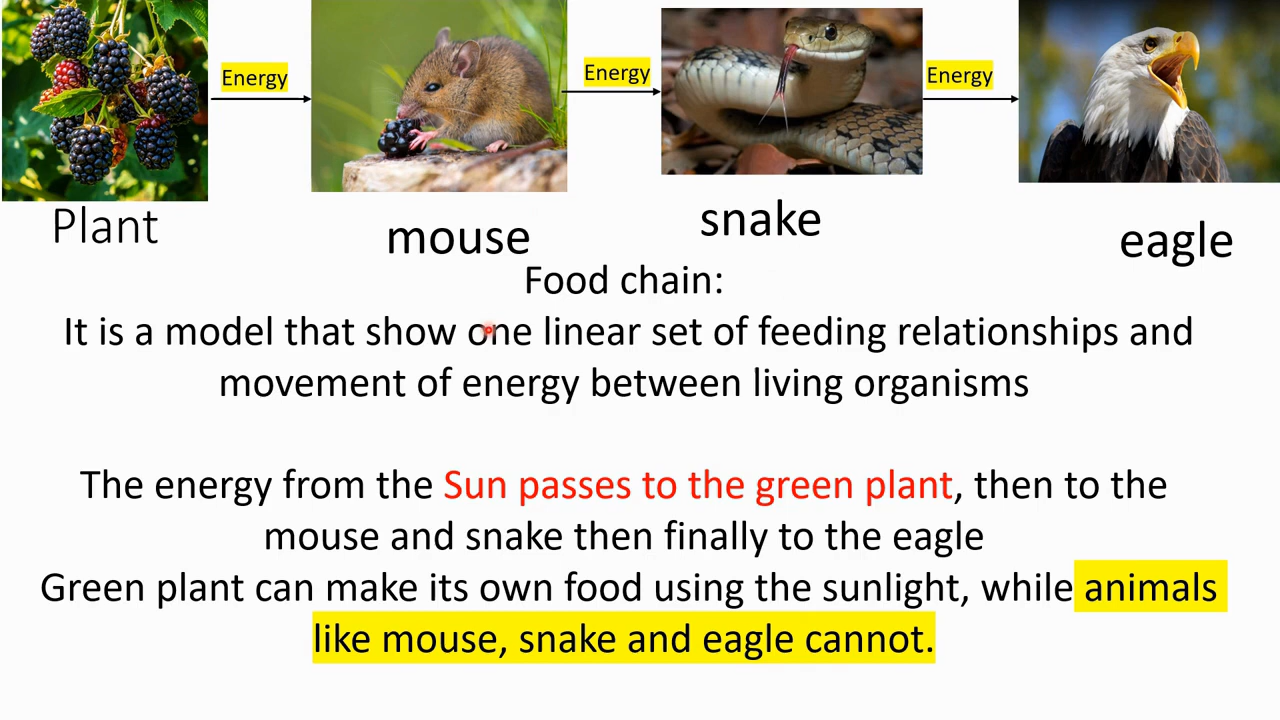 Energy
Energy
Energy
Plant
mouse
snake
eagle
Food chain:
It is a model that show one linear set of feeding relationships and
movement of energy between living organisms
The energy from the Sun passes to the green plant, then to the
mouse and snake then finally to the eagle
Green plant can make its own food using the sunlight, while animals
like mouse, snake and eagle cannot.